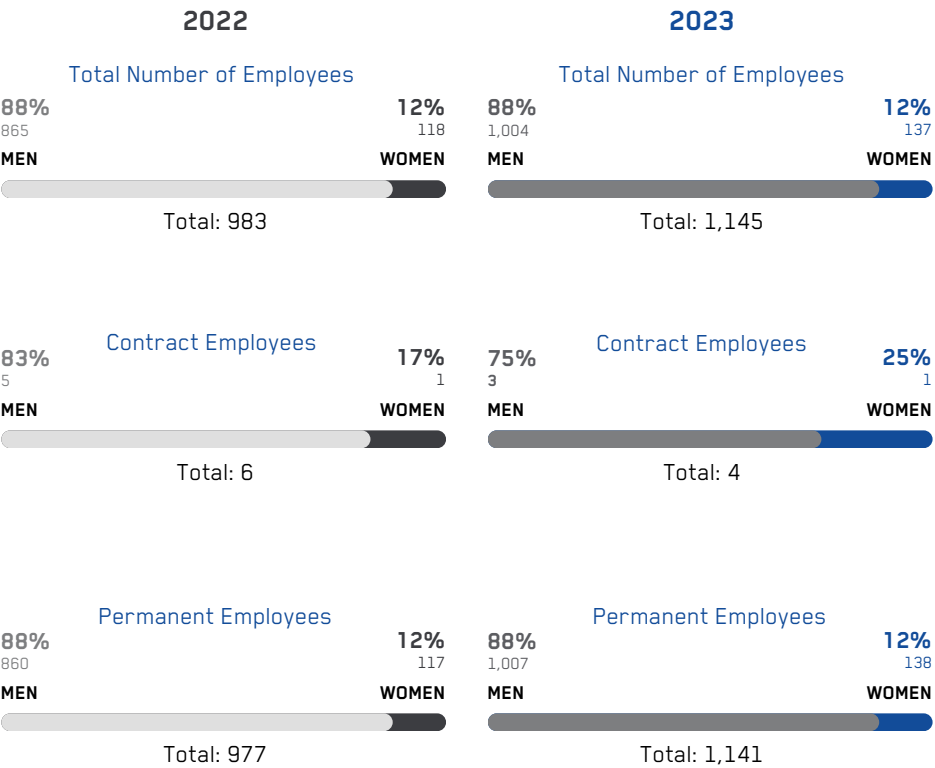 2022
2023
Total Number of Employees
Total Number of Employees
88%
12%
88%
12%
865
118
1,004
137
MEN
WOMEN
MEN
WOMEN
Total: 983
Total: 1,145
Contract Employees
Contract Employees
83%
17%
75%
25%
5
1
3
1
MEN
WOMEN
MEN
WOMEN
Total: 6
Total: 4
Permanent Employees
Permanent Employees
88%
12%
88%
12%
860
117
1,007
138
MEN
WOMEN
MEN
WOMEN
Total: 977
Total: 1,141